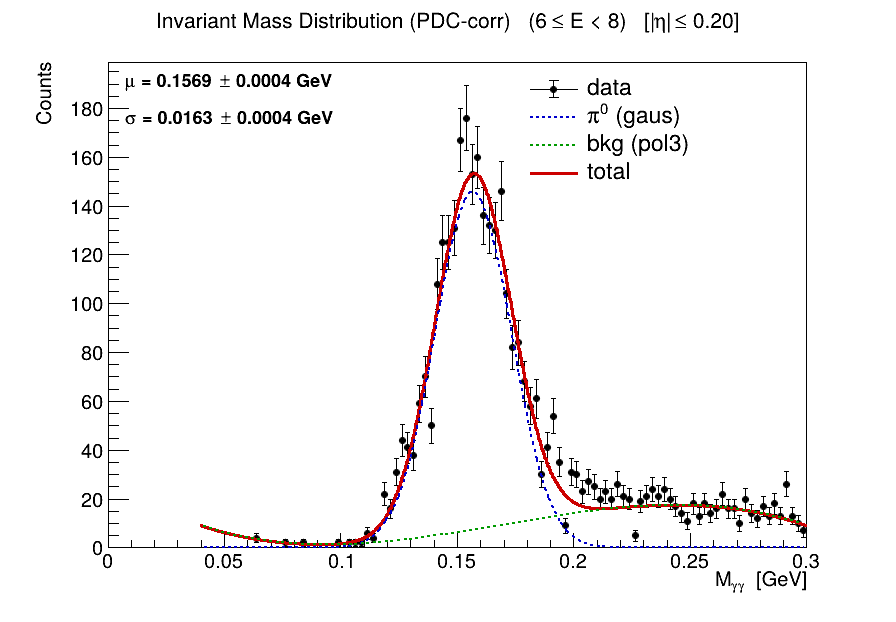 Invariant Mass Distribution (PDC-corr) (6 ≤ E < 8) [|η| ≤ 0.20]
Counts
μ = 0.1569 ± 0.0004 GeV
σ = 0.0163 ± 0.0004 GeV
data
π⁰ (gaus)
bkg (pol3)
total
180
160
140
120
100
80
60
40
20
0
0 0.05 0.1 0.15 0.2 0.25 0.3
M_γγ [GeV]